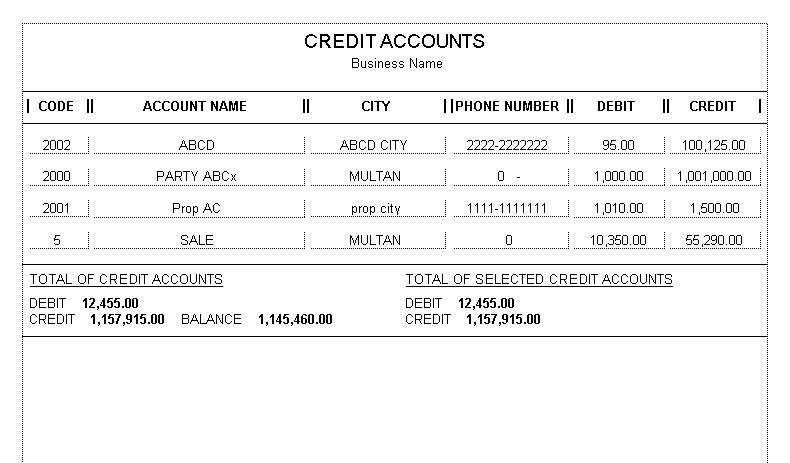 CREDIT ACCOUNTS
Business Name
CODE ACCOUNT NAME CITY PHONE NUMBER DEBIT CREDIT
2002 ABCD ABCD CITY 2222-2222222 95.00 100,125.00
2000 PARTY ABCx MULTAN 0 - 1,000.00 1,001,000.00
2001 Prop AC prop city 1111-1111111 1,010.00 1,500.00
5 SALE MULTAN 0 10,350.00 55,290.00
TOTAL OF CREDIT ACCOUNTS TOTAL OF SELECTED CREDIT ACCOUNTS
DEBIT 12,455.00 DEBIT 12,455.00
CREDIT 1,157,915.00 BALANCE 1,145,460.00 CREDIT 1,157,915.00